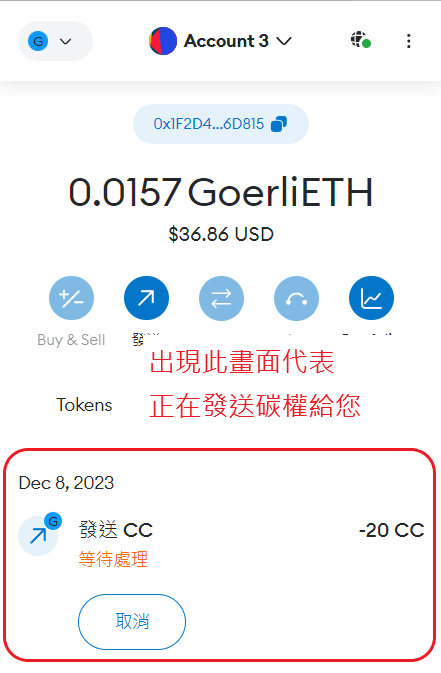 G
Account 3
0x1F2D4...6D815
0.0157 GoerliETH
$36.86 USD
Buy & Sell
出現此畫面代表
Tokens
正在發送碳權給您
Dec 8, 2023
G
發送 CC
-20 CC
等待處理
取消